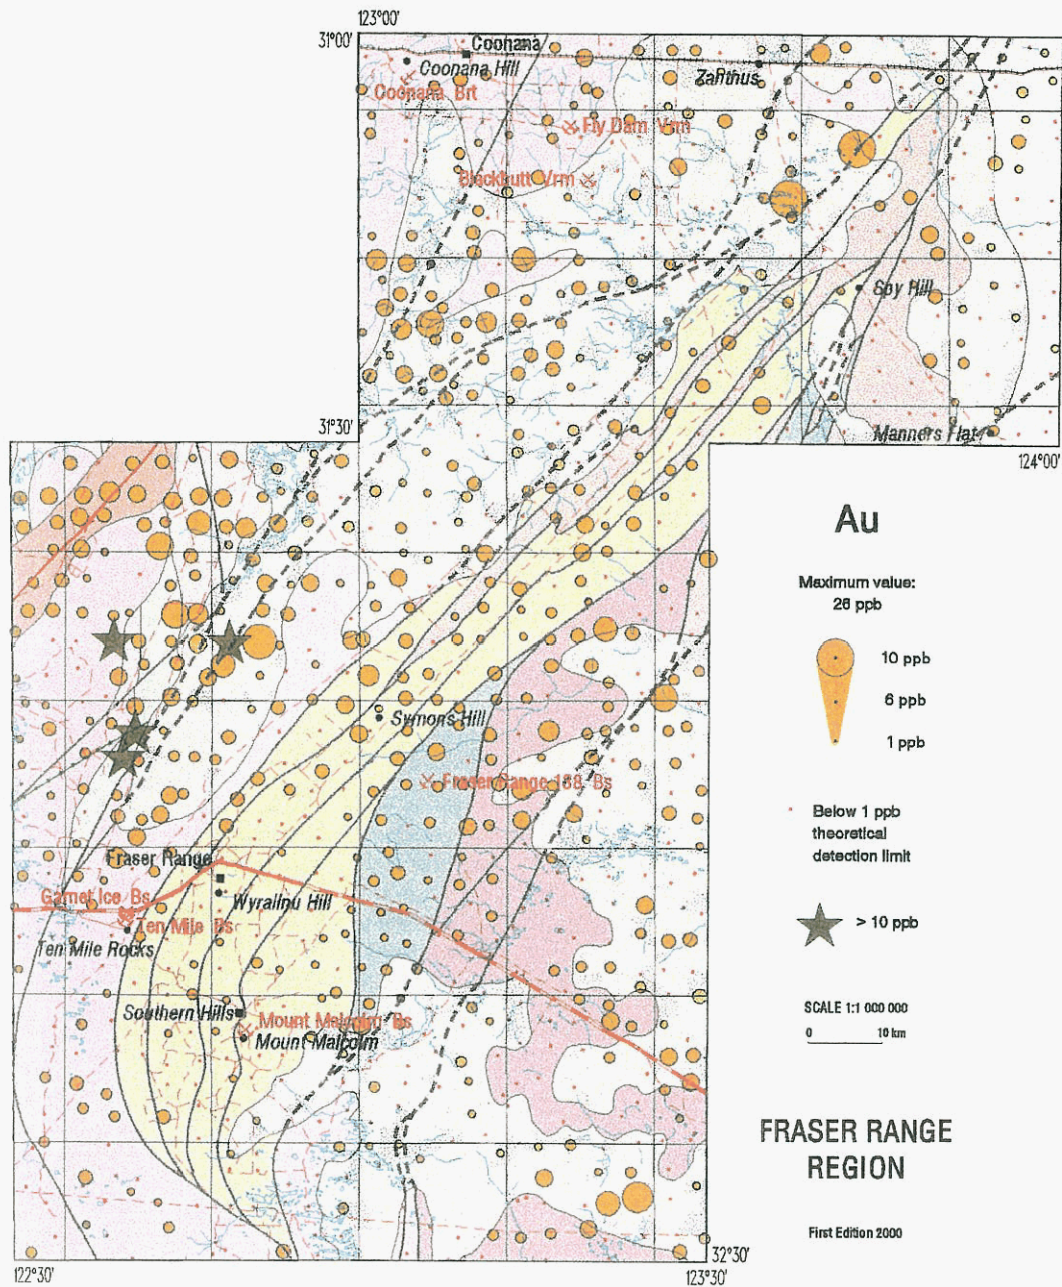 123°00'
31°00'
Coonana
Coonana Hill
Zanthus
Coonana Brt
Fly Dam Vrm
Blackbutt Vrm
Spy Hill
31°30'
Manners Flat
124°00'
Au
Maximum value:
26 ppb
10 ppb
6 ppb
1 ppb
Symons Hill
Fraser Range 188 Bs
Below 1 ppb
theoretical
detection limit
Fraser Range
Garnet Ice Bs
Wyralinu Hill
Ten Mile Bs
Ten Mile Rocks
> 10 ppb
Southern Hills
Mount Malcolm Bs
Mount Malcolm
SCALE 1:1 000 000
0 10 km
FRASER RANGE
REGION
First Edition 2000
32°30'
122°30'
123°30'